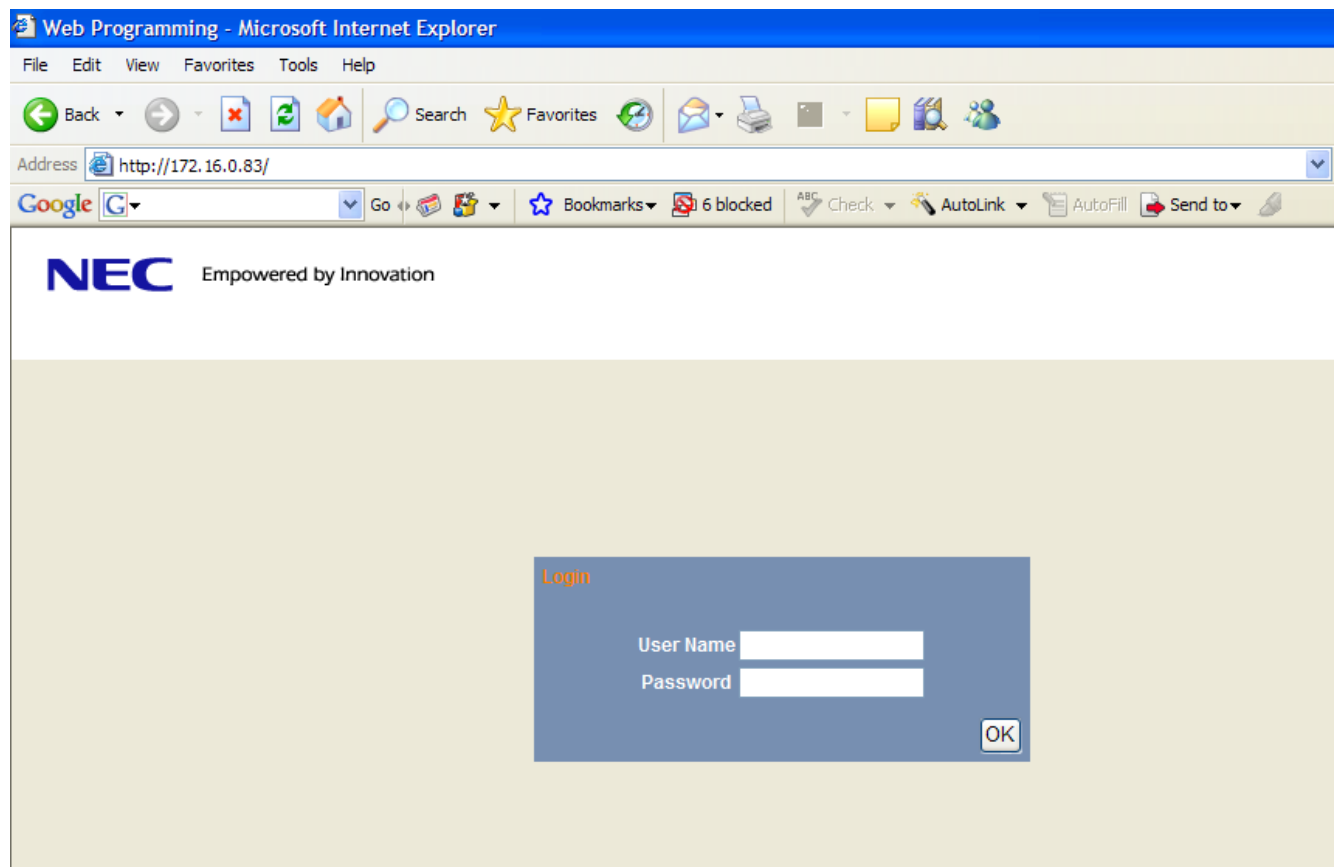 Web Programming - Microsoft Internet Explorer
File Edit View Favorites Tools Help
Back Search Favorites
Address http://172.16.0.83/
Google G Go Bookmarks 6 blocked ABC Check AutoLink AutoFill Send to
NEC Empowered by Innovation
Login
User Name
Password
OK